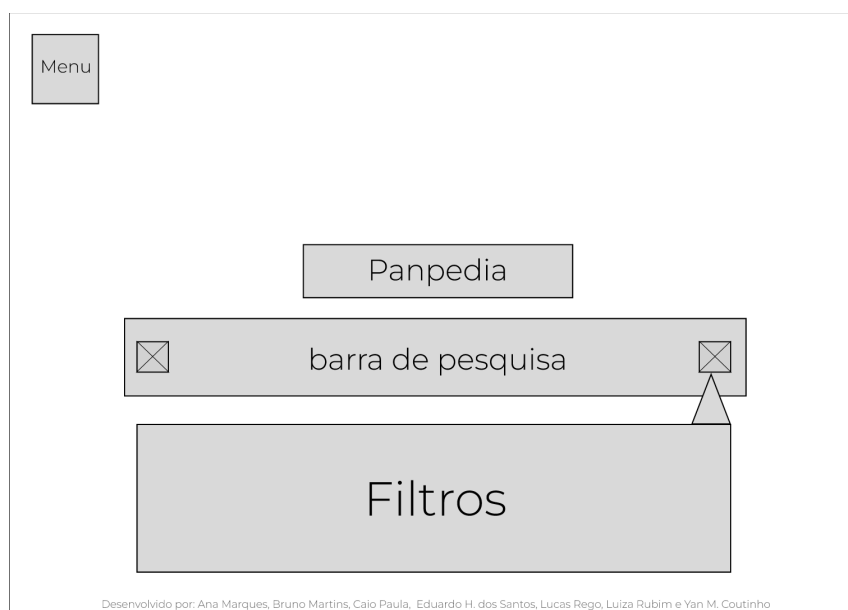 Menu
Panpedia
barra de pesquisa
Filtros
Desenvolvido por: Ana Marques, Bruno Martins, Caio Paula, Eduardo H. dos Santos, Lucas Rego, Luiza Rubim e Yan M. Coutinho